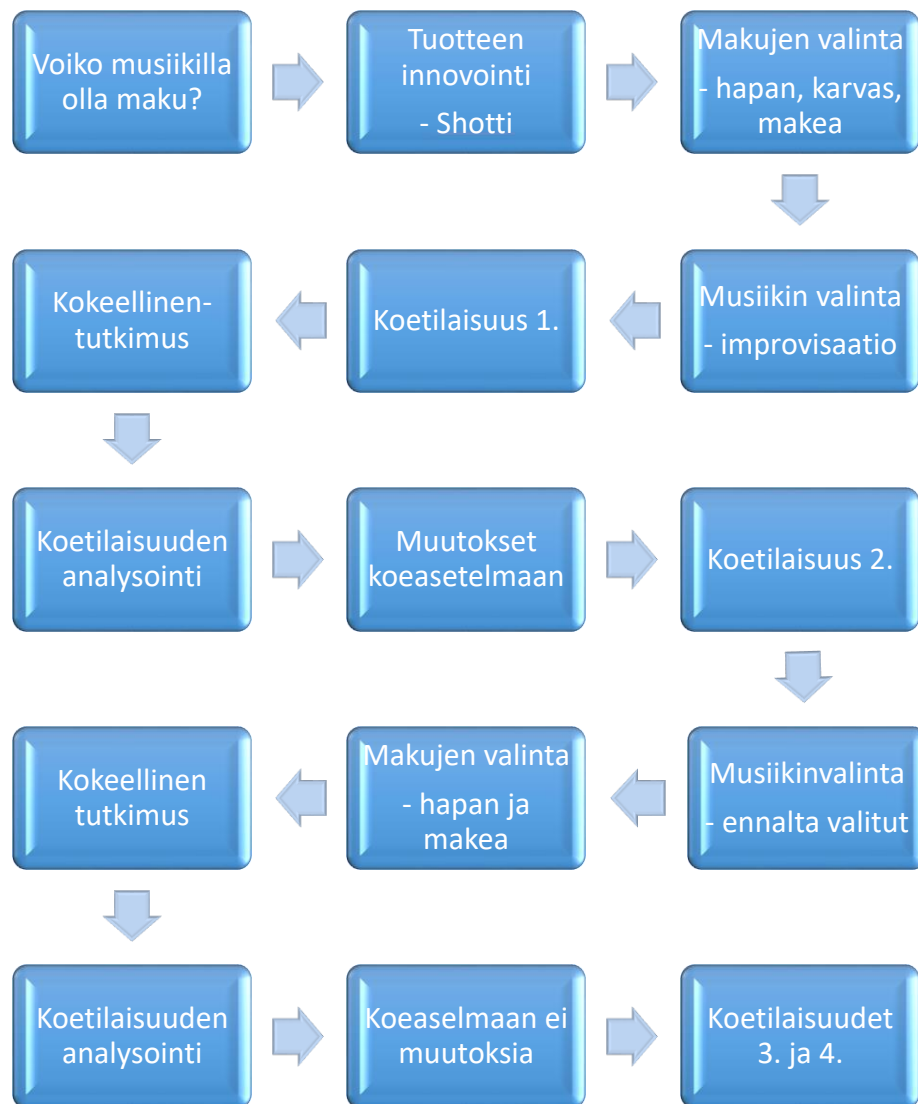 Voiko musiikilla
olla maku?
Tuotteen
innovointi
- Shotti
Makujen valinta
- hapan, karvas,
makea
Musiikin valinta
- improvisaatio
Koetilaisuus 1.
Kokeellinen-
tutkimus
Koetilaisuuden
analysointi
Muutokset
koeasetelmaan
Koetilaisuus 2.
Musiikinvalinta
- ennalta valitut
Makujen valinta
- hapan ja
makea
Kokeellinen
tutkimus
Koetilaisuuden
analysointi
Koeaselmaan ei
muutoksia
Koetilaisuudet
3. ja 4.